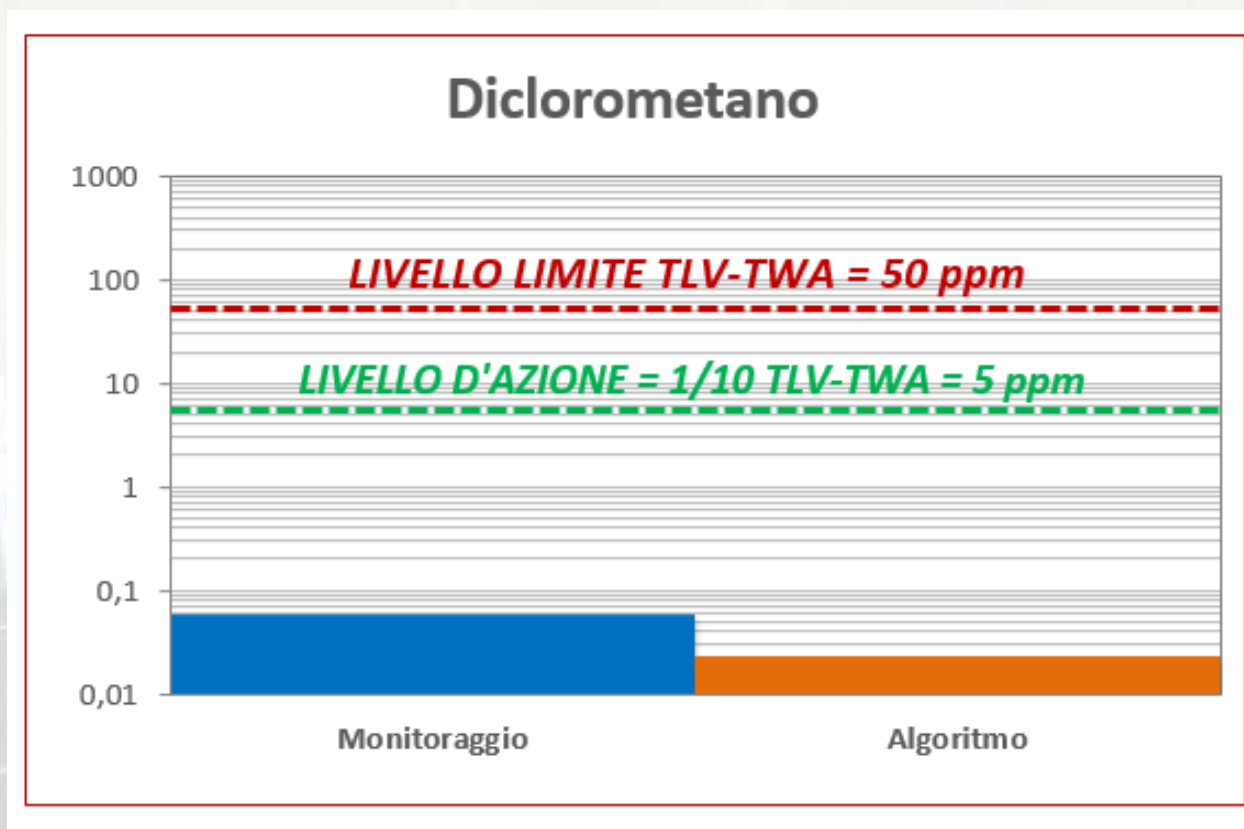 Diclorometano
1000
LIVELLO LIMITE TLV-TWA = 50 ppm
100
LIVELLO D'AZIONE = 1/10 TLV-TWA = 5 ppm
10
1
0,1
0,01
Monitoraggio
Algoritmo